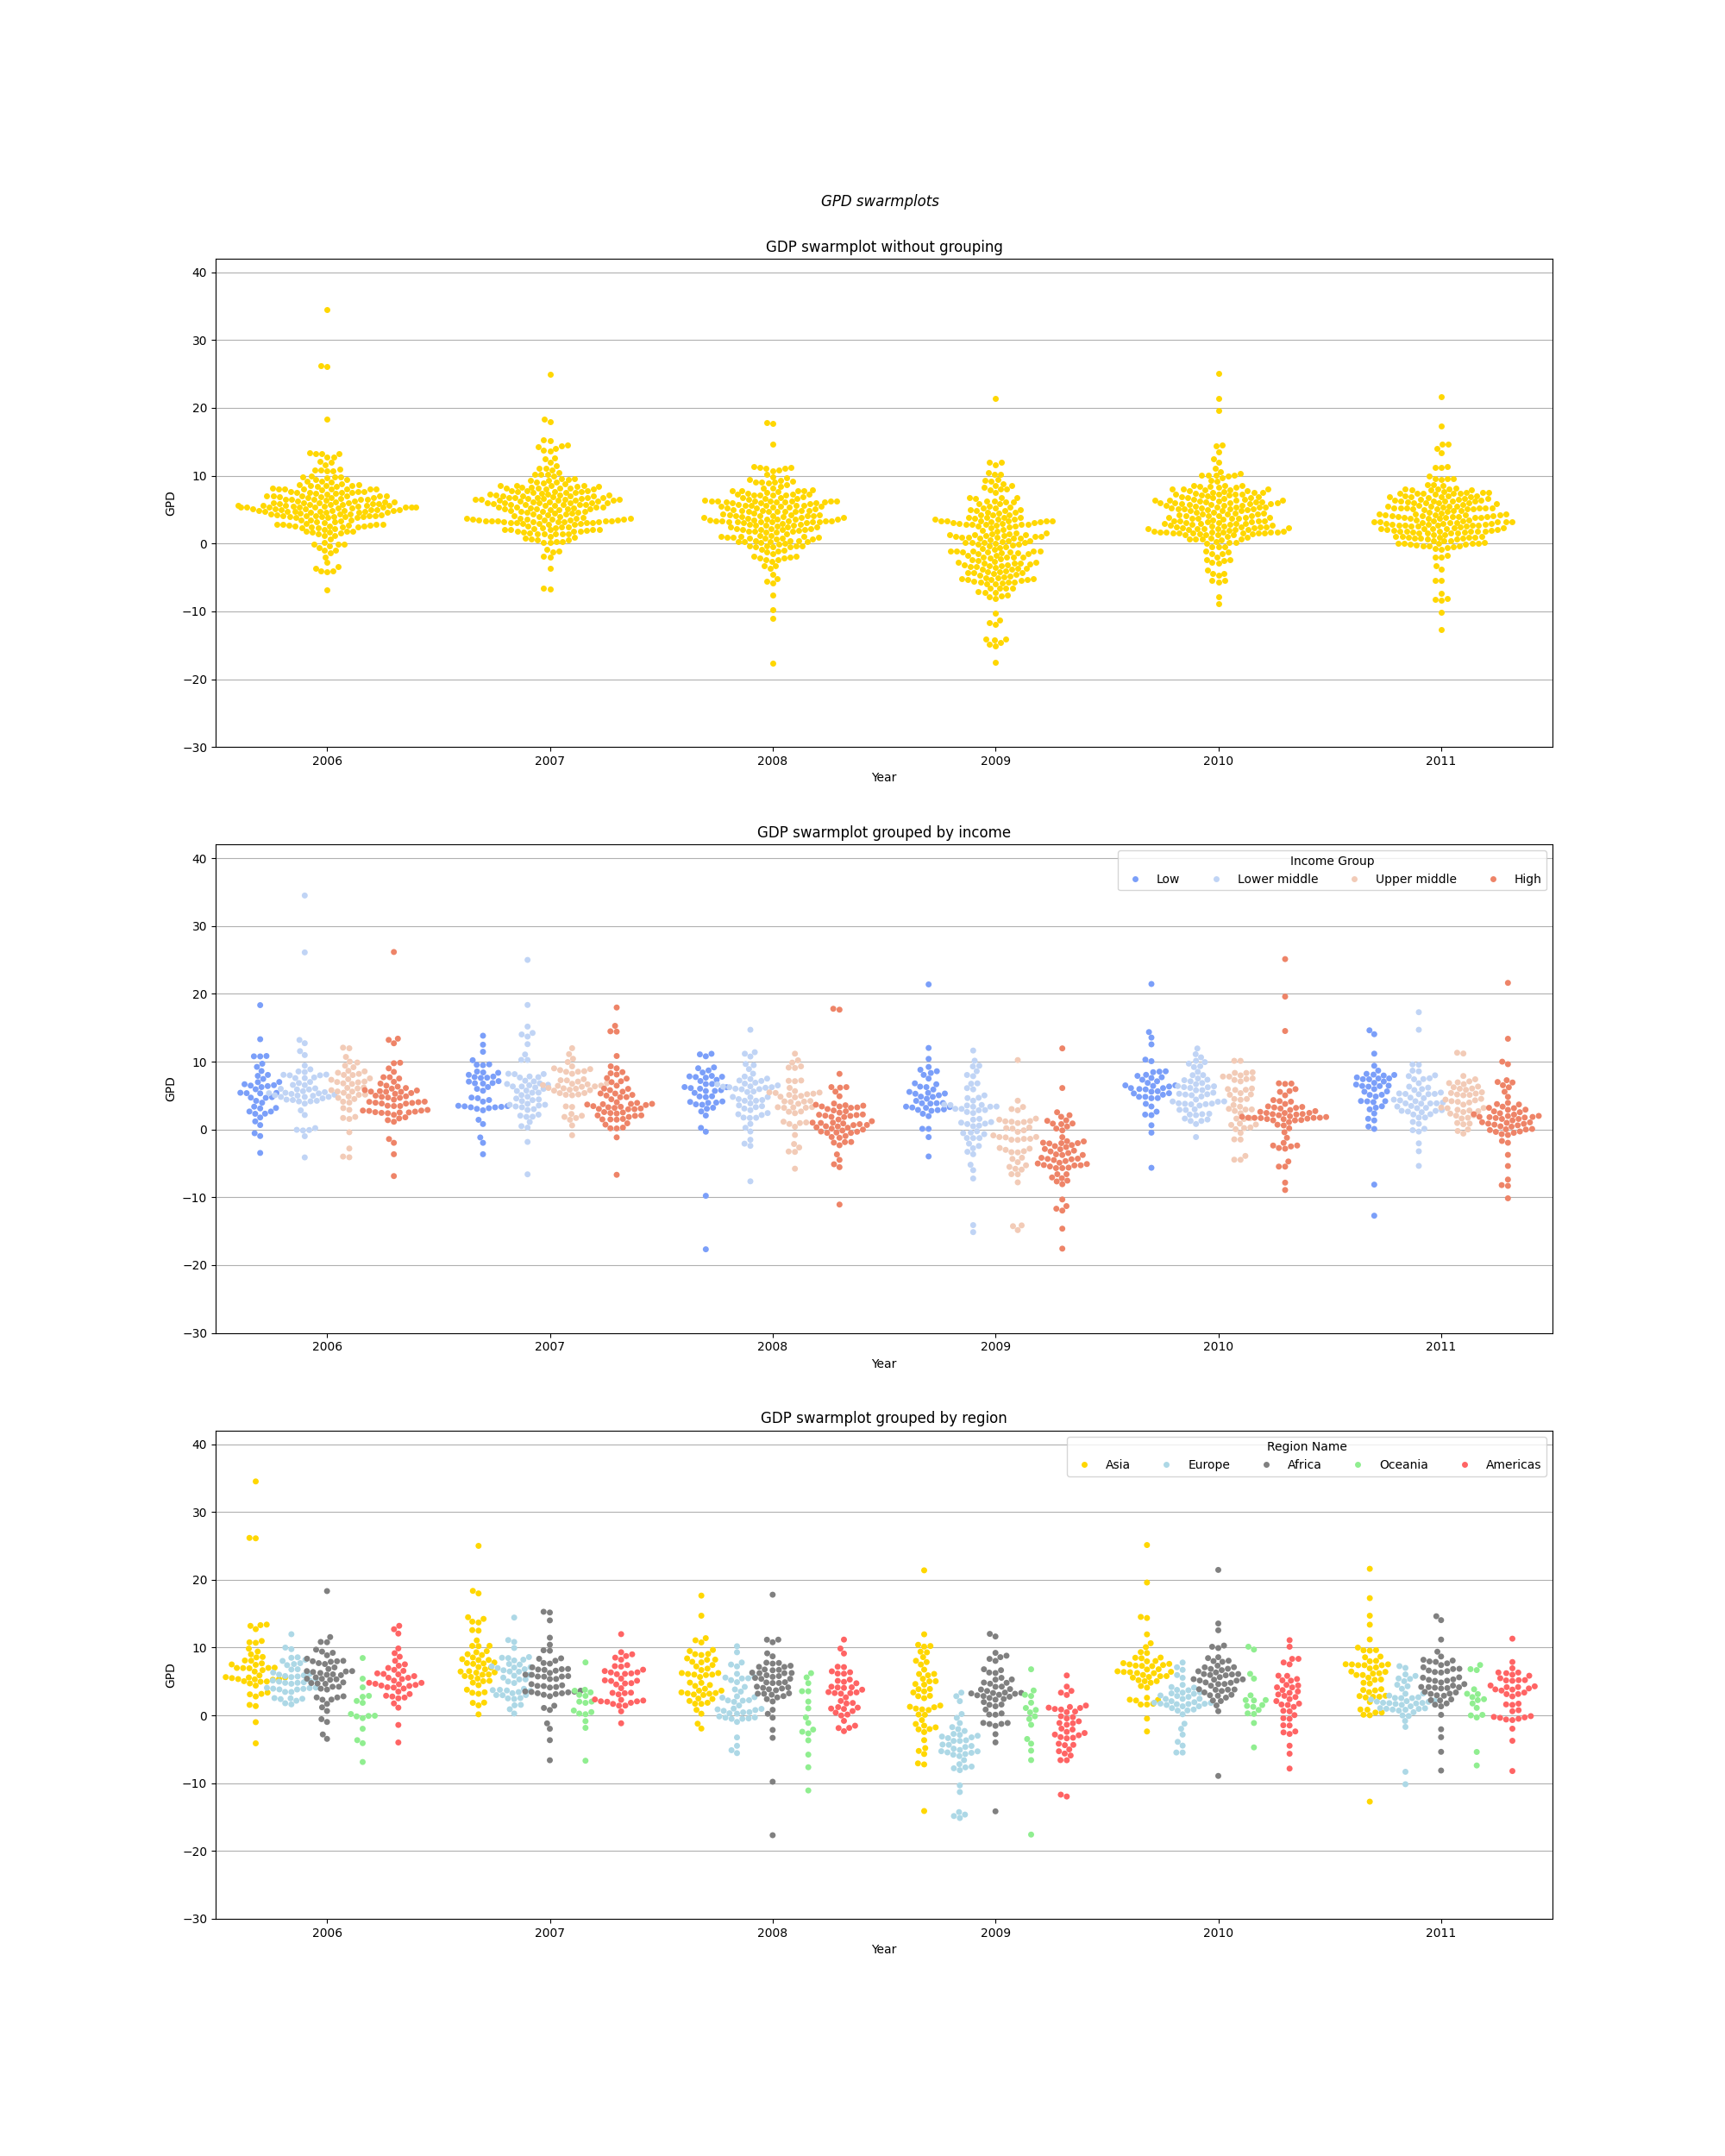 GPD swarmplots
GDP swarmplot without grouping
40
30
20
10
0
−10
−20
−30
GPD
2006 2007 2008 2009 2010 2011
Year
GDP swarmplot grouped by income
Income Group
Low Lower middle Upper middle High
40
30
20
10
0
−10
−20
−30
GPD
2006 2007 2008 2009 2010 2011
Year
GDP swarmplot grouped by region
Region Name
Asia Europe Africa Oceania Americas
40
30
20
10
0
−10
−20
−30
GPD
2006 2007 2008 2009 2010 2011
Year